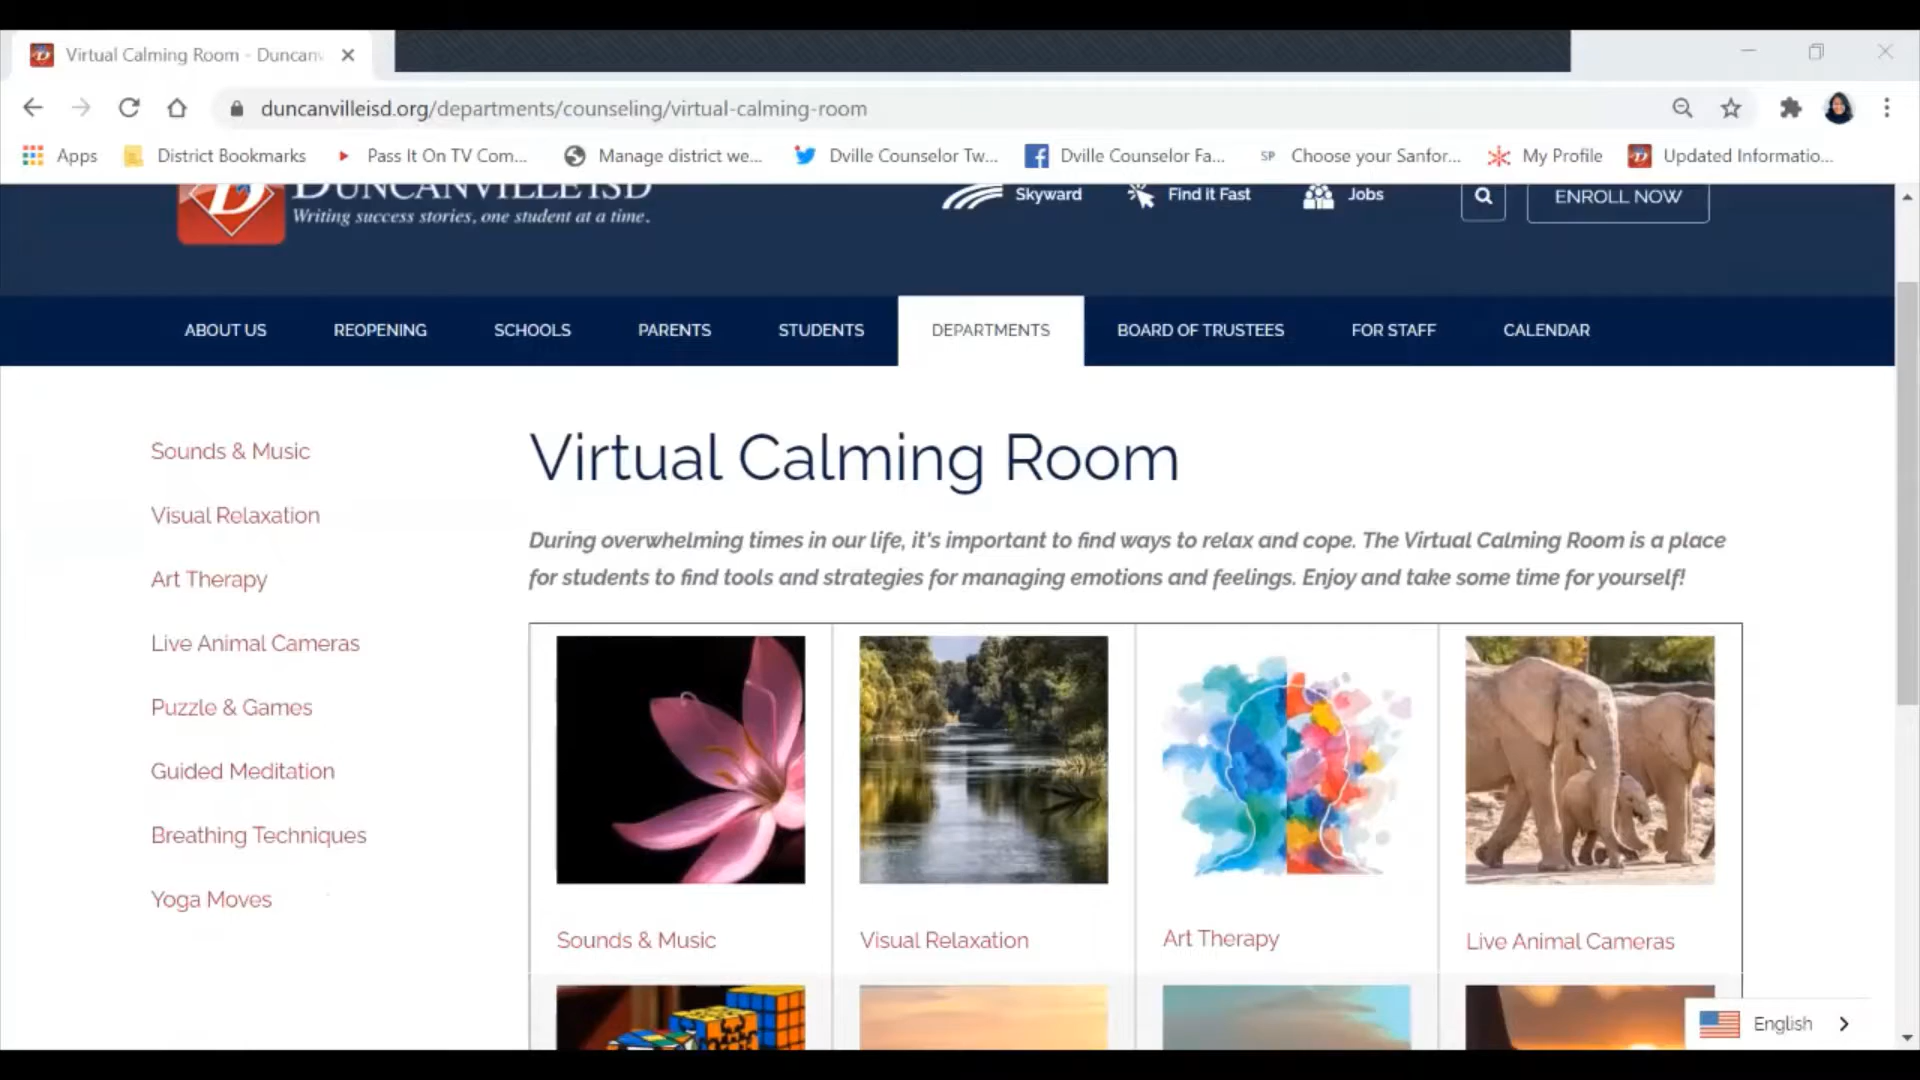 Virtual Calming Room - Duncanv
duncanvilleisd.org/departments/counseling/virtual-calming-room
Apps District Bookmarks Pass It On TV Com... Manage district we... Dville Counselor Tw... Dville Counselor Fa... SP Choose your Sanfor... My Profile Updated Informatio...
D DUNCANVILLE ISD
Writing success stories, one student at a time.
Skyward Find it Fast Jobs ENROLL NOW
ABOUT US REOPENING SCHOOLS PARENTS STUDENTS DEPARTMENTS BOARD OF TRUSTEES FOR STAFF CALENDAR
Sounds & Music
Visual Relaxation
Art Therapy
Live Animal Cameras
Puzzle & Games
Guided Meditation
Breathing Techniques
Yoga Moves
Virtual Calming Room
During overwhelming times in our life, it's important to find ways to relax and cope. The Virtual Calming Room is a place
for students to find tools and strategies for managing emotions and feelings. Enjoy and take some time for yourself!
Sounds & Music Visual Relaxation Art Therapy Live Animal Cameras
English